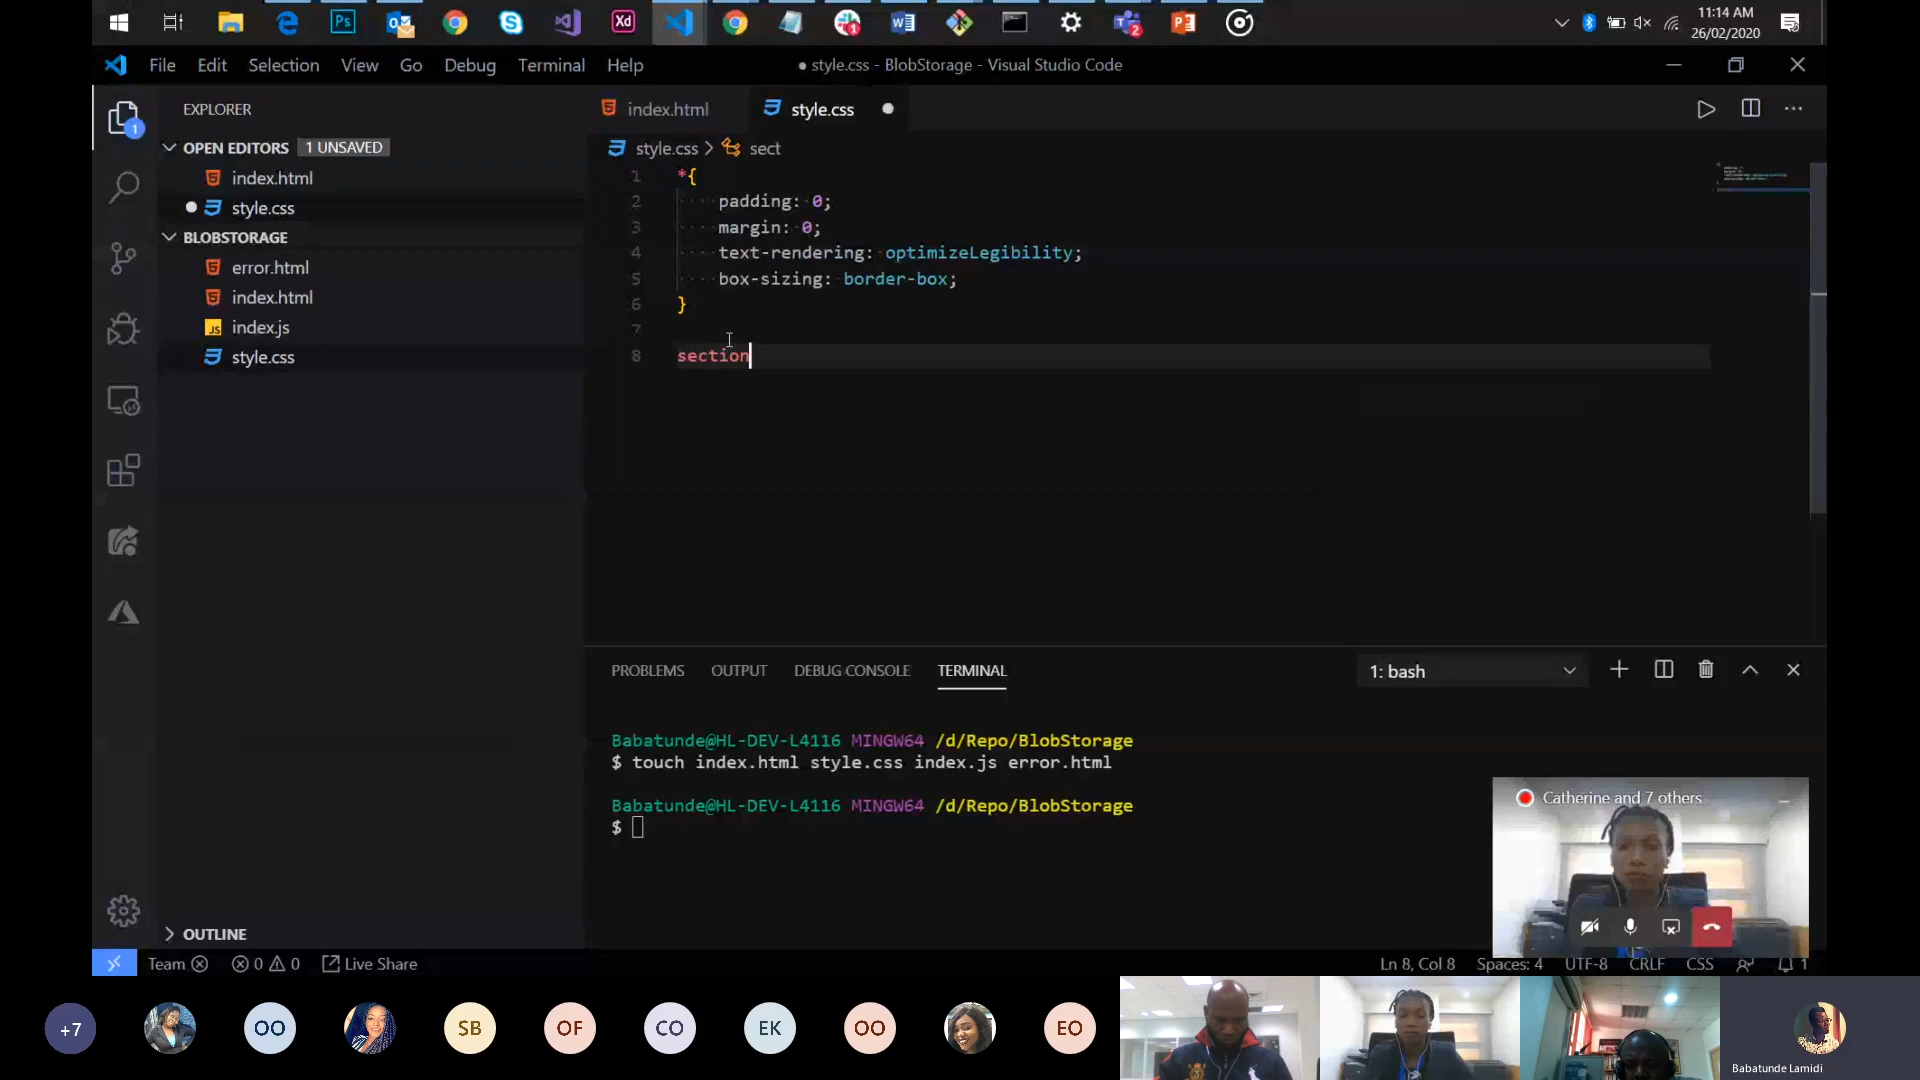 11:14 AM
26/02/2020
File Edit Selection View Go Debug Terminal Help
● style.css - BlobStorage - Visual Studio Code
EXPLORER
OPEN EDITORS 1 UNSAVED
index.html
style.css
BLOBSTORAGE
error.html
index.html
index.js
style.css
OUTLINE
index.html style.css
style.css > sect
1 *{
2 padding: 0;
3 margin: 0;
4 text-rendering: optimizeLegibility;
5 box-sizing: border-box;
6 }
7
8 section
PROBLEMS OUTPUT DEBUG CONSOLE TERMINAL
1: bash
Babatunde@HL-DEV-L4116 MINGW64 /d/Repo/BlobStorage
$ touch index.html style.css index.js error.html
Babatunde@HL-DEV-L4116 MINGW64 /d/Repo/BlobStorage
$
Catherine and 7 others
Team 0 0 Live Share
Ln 8, Col 8 Spaces: 4 UTF-8 CRLF CSS 1
+7 OO SB OF CO EK OO EO
Babatunde Lamidi